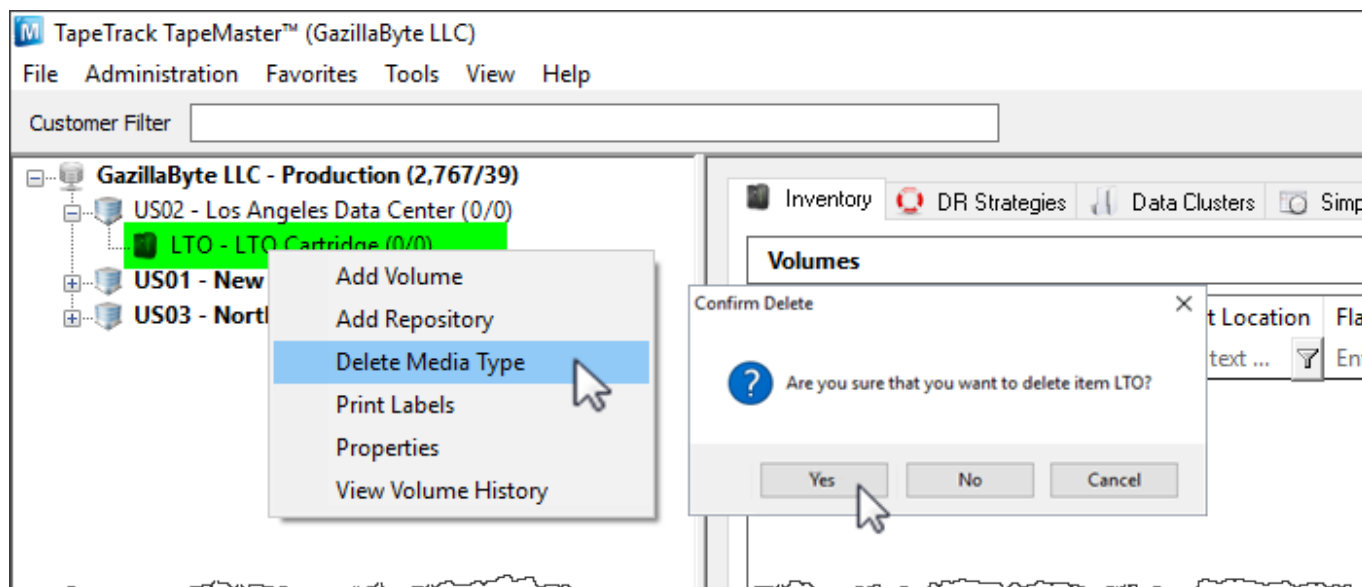 TapeTrack TapeMaster™ (GazillaByte LLC)
File Administration Favorites Tools View Help
Customer Filter
GazillaByte LLC - Production (2,767/39)
US02 - Los Angeles Data Center (0/0)
LTO - LTO Cartridge (0/0)
US01 - New
US03 - North
Add Volume
Add Repository
Delete Media Type
Print Labels
Properties
View Volume History
Inventory DR Strategies Data Clusters Simp
Volumes
t Location Fla
text ... En
Confirm Delete
Are you sure that you want to delete item LTO?
Yes No Cancel